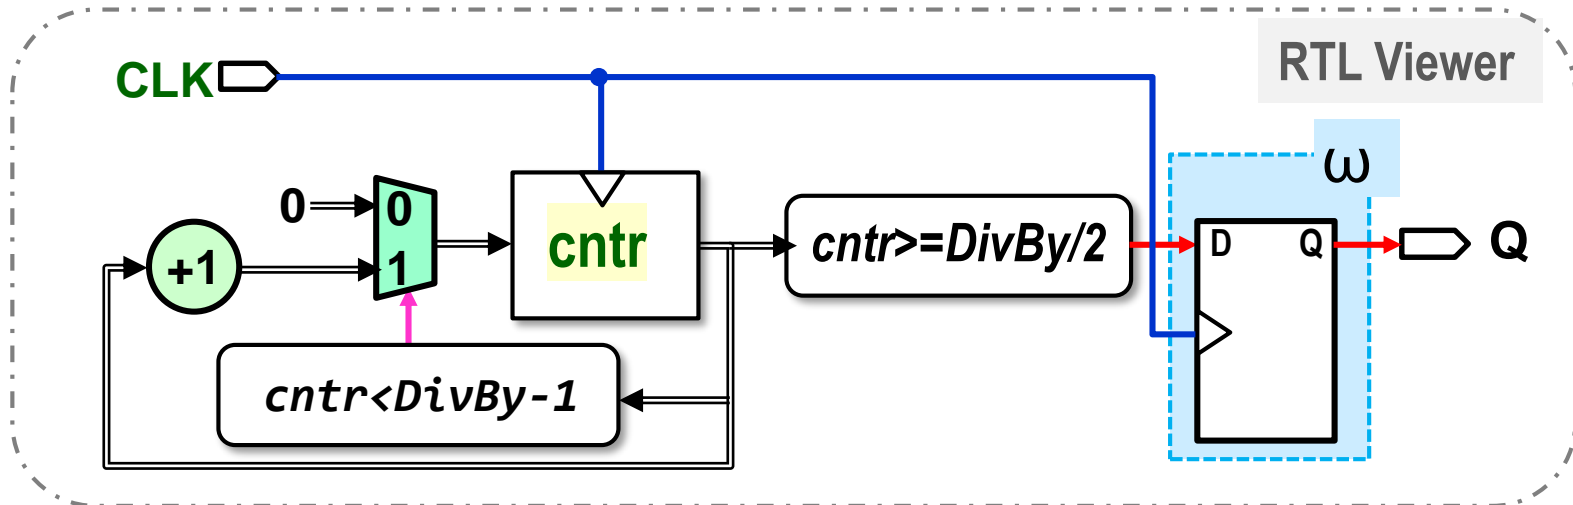 RTL Viewer
CLK
ω
0
0
cntr
cntr>=DivBy/2
D
Q
Q
+1
1
cntr<DivBy-1